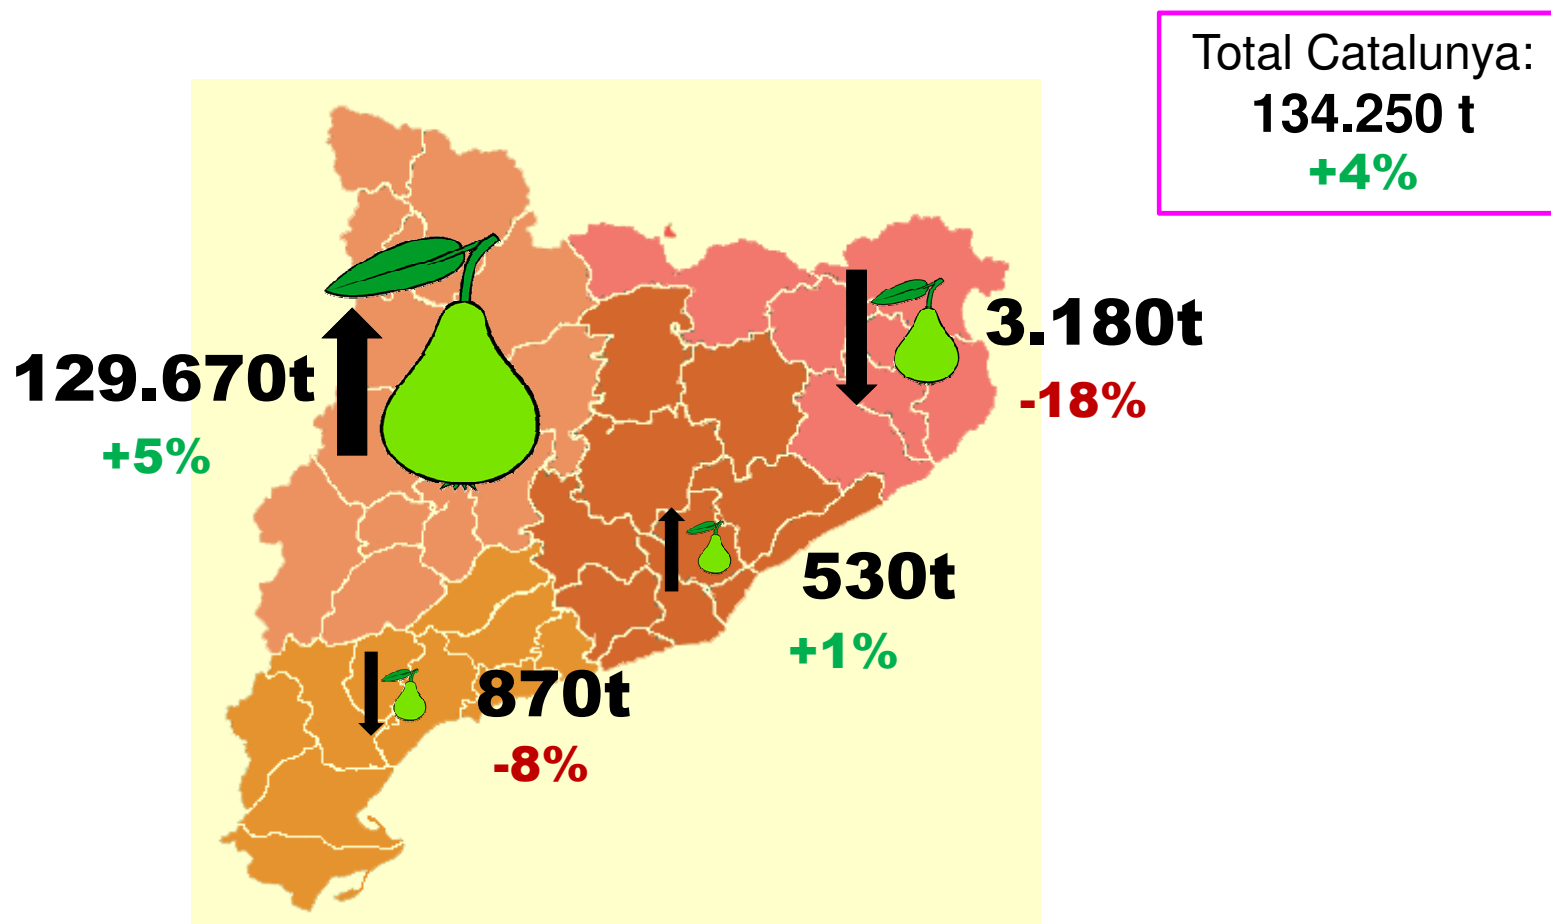 Total Catalunya:
134.250 t
+4%
129.670t
+5%
3.180t
-18%
530t
+1%
870t
-8%